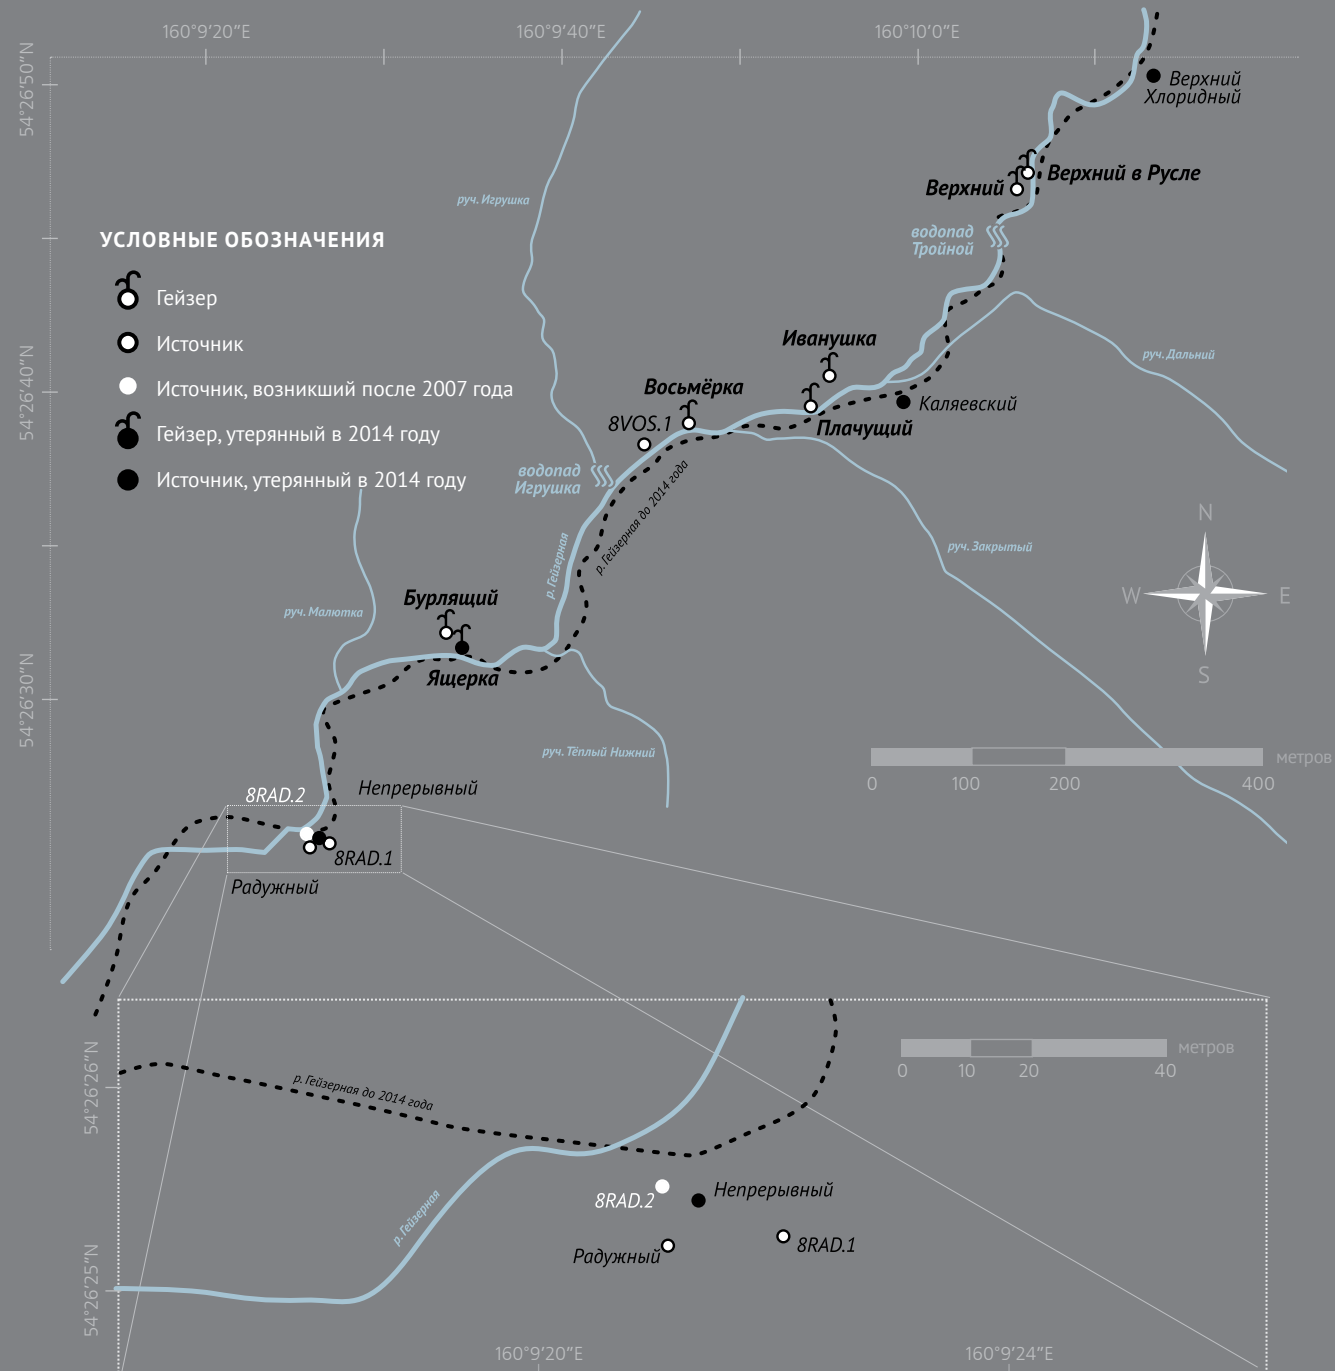 160°9'20"E
160°9'40"E
160°10'0"E
54°26'50"N
Верхний
Хлоридный
Верхний в Русле
Верхний
руч. Игрушка
водопад
Тройной
УСЛОВНЫЕ ОБОЗНАЧЕНИЯ
Гейзер
Источник
Источник, возникший после 2007 года
Гейзер, утерянный в 2014 году
Источник, утерянный в 2014 году
54°26'40"N
Иванушка
руч. Дальний
Восьмёрка
Каляевский
8VOS.1
Плачущий
водопад
Игрушка
р. Гейзерная до 2014 года
р. Гейзерная
руч. Закрытый
N
W
E
S
Бурлящий
руч. Малютка
Ящерка
54°26'30"N
руч. Тёплый Нижний
метров
0 100 200 400
8RAD.2
Непрерывный
8RAD.1
Радужный
метров
0 10 20 40
54°26'26"N
р. Гейзерная до 2014 года
Непрерывный
8RAD.2
р. Гейзерная
8RAD.1
Радужный
54°26'25"N
160°9'20"E
160°9'24"E